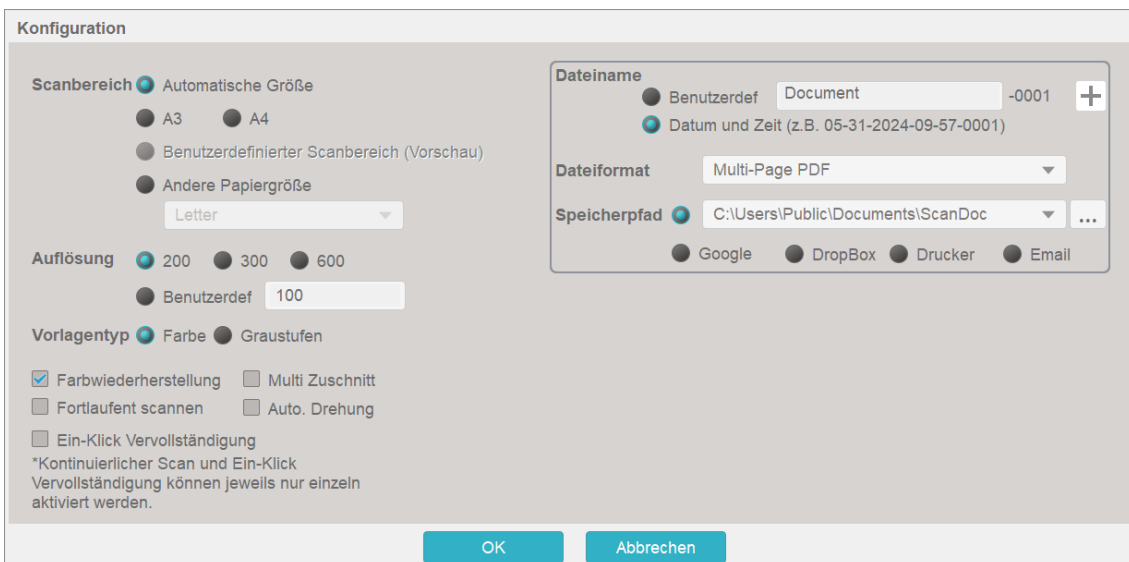 Konfiguration
Scanbereich Automatische Größe
A3 A4
Benutzerdefinierter Scanbereich (Vorschau)
Andere Papiergröße
Letter
Auflösung 200 300 600
Benutzerdef 100
Vorlagentyp Farbe Graustufen
Farbwiederherstellung Multi Zuschnitt
Fortlaufent scannen Auto. Drehung
Ein-Klick Vervollständigung
*Kontinuierlicher Scan und Ein-Klick
Vervollständigung können jeweils nur einzeln
aktiviert werden.
Dateiname
Benutzerdef Document -0001 +
Datum und Zeit (z.B. 05-31-2024-09-57-0001)
Dateiformat Multi-Page PDF
Speicherpfad C:\Users\Public\Documents\ScanDoc ...
Google DropBox Drucker Email
OK Abbrechen